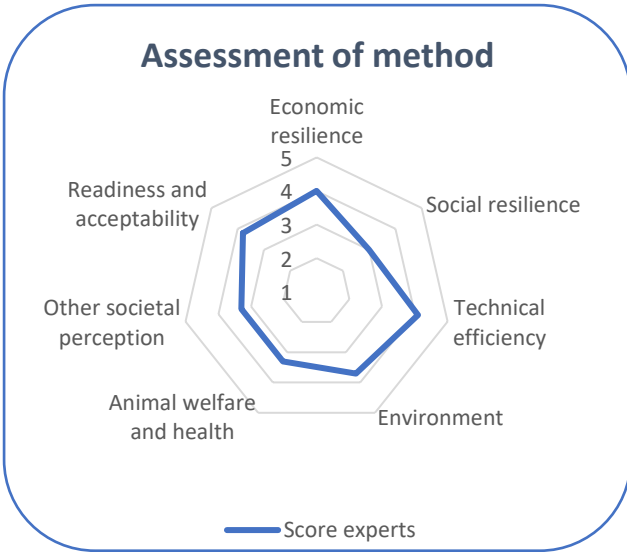 Assessment of method
Economic
resilience
5
4
3
2
1
Readiness and
acceptability
Social resilience
Other societal
perception
Technical
efficiency
Animal welfare
and health
Environment
Score experts